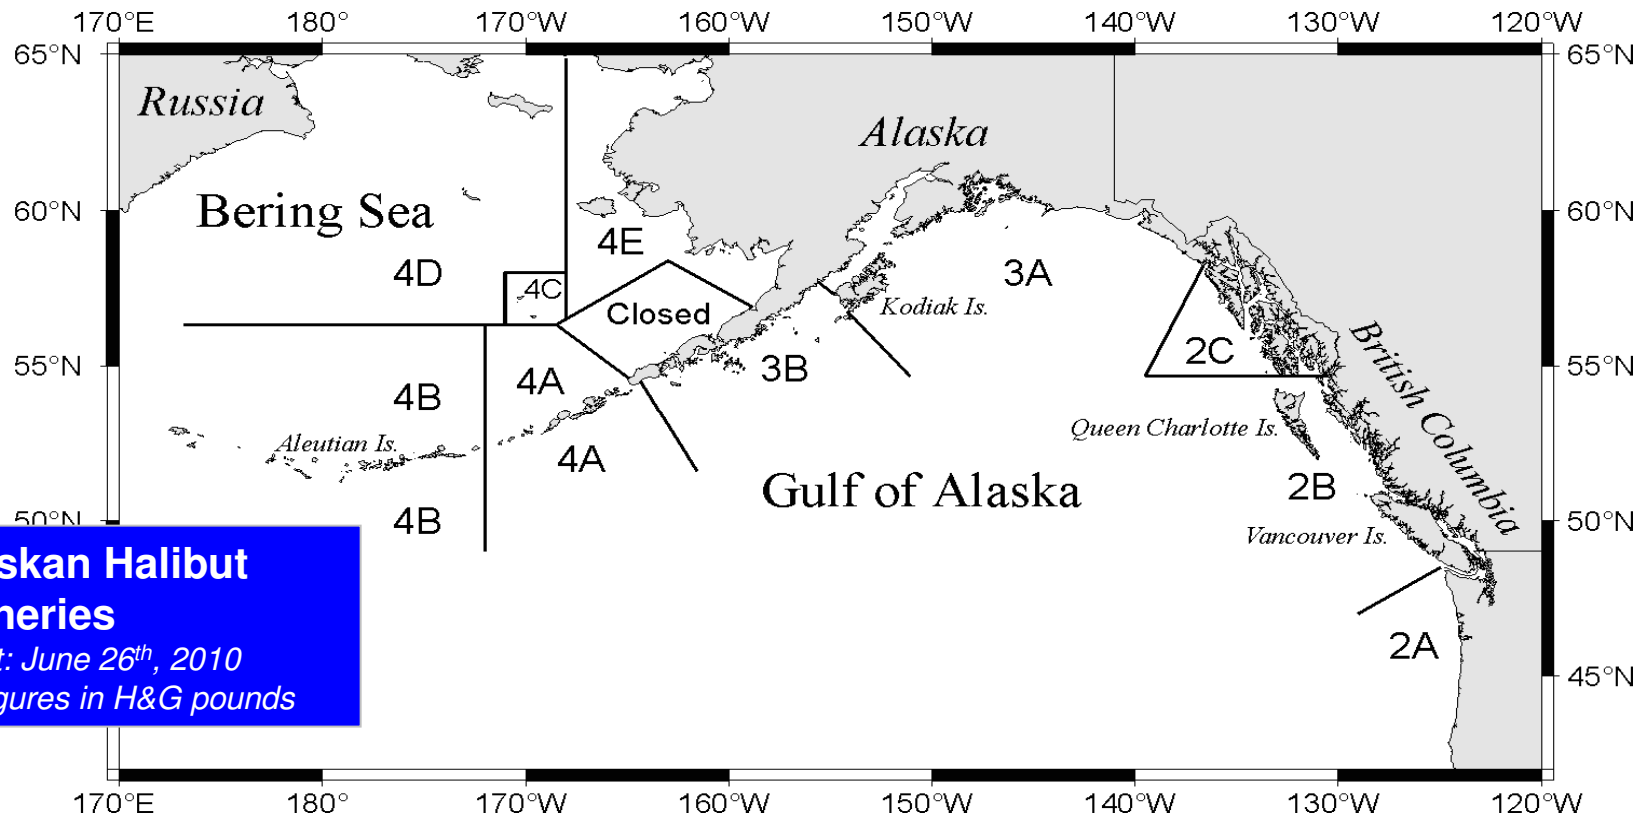 170°E 180° 170°W 160°W 150°W 140°W 130°W 120°W
65°N 65°N
Russia
Alaska
Bering Sea
60°N 60°N
4E
4D
4C
3A
Closed
Kodiak Is.
British Columbia
2C
55°N 55°N
3B
4A
4B
Queen Charlotte Is.
Aleutian Is.
4A
Gulf of Alaska
2B
50°N 50°N
4B
Vancouver Is.
skan Halibut
neries
t: June 26th, 2010
gures in H&G pounds
2A
45°N
170°E 180° 170°W 160°W 150°W 140°W 130°W 120°W